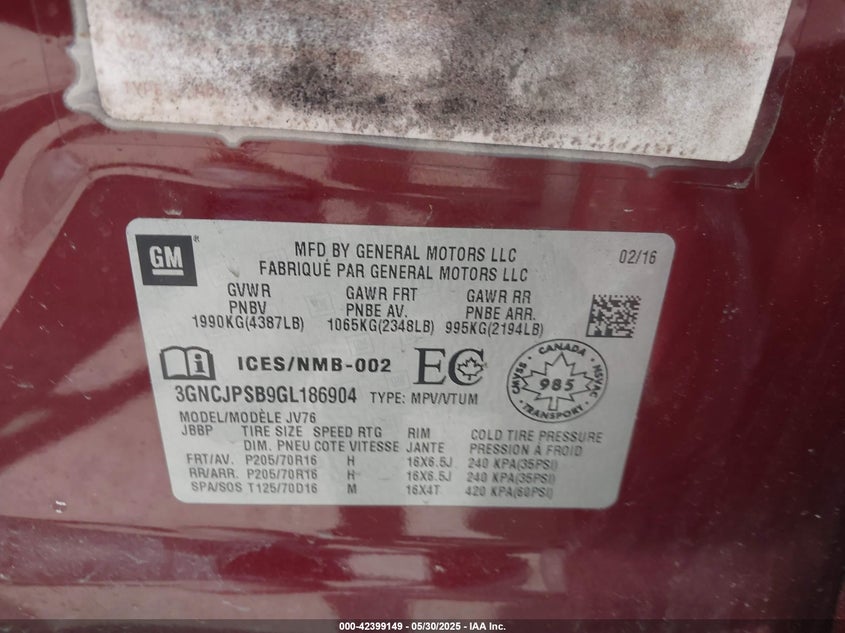 TYPE
GM ®
MFD BY GENERAL MOTORS LLC
FABRIQUÉ PAR GENERAL MOTORS LLC
02/16
GVWR GAWR FRT GAWR RR
PNBV PNBE AV. PNBE ARR.
1990KG(4387LB) 1065KG(2348LB) 995KG(2194LB)
ICES/NMB-002 EC
CANADA CMVSS 985 NSVAC TRANSPORT
3GNCJPSB9GL186904 TYPE: MPV/VTUM
MODEL/MODÈLE JV76
JBBP TIRE SIZE SPEED RTG RIM COLD TIRE PRESSURE
DIM. PNEU COTE VITESSE JANTE PRESSION À FROID
FRT/AV. P205/70R16 H 16X6.5J 240 KPA(35PSI)
RR/ARR. P205/70R16 H 16X6.5J 240 KPA(35PSI)
SPA/SOS T125/70D16 M 16X4T 420 KPA(60PSI)
000-42399149 - 05/30/2025 - IAA Inc.